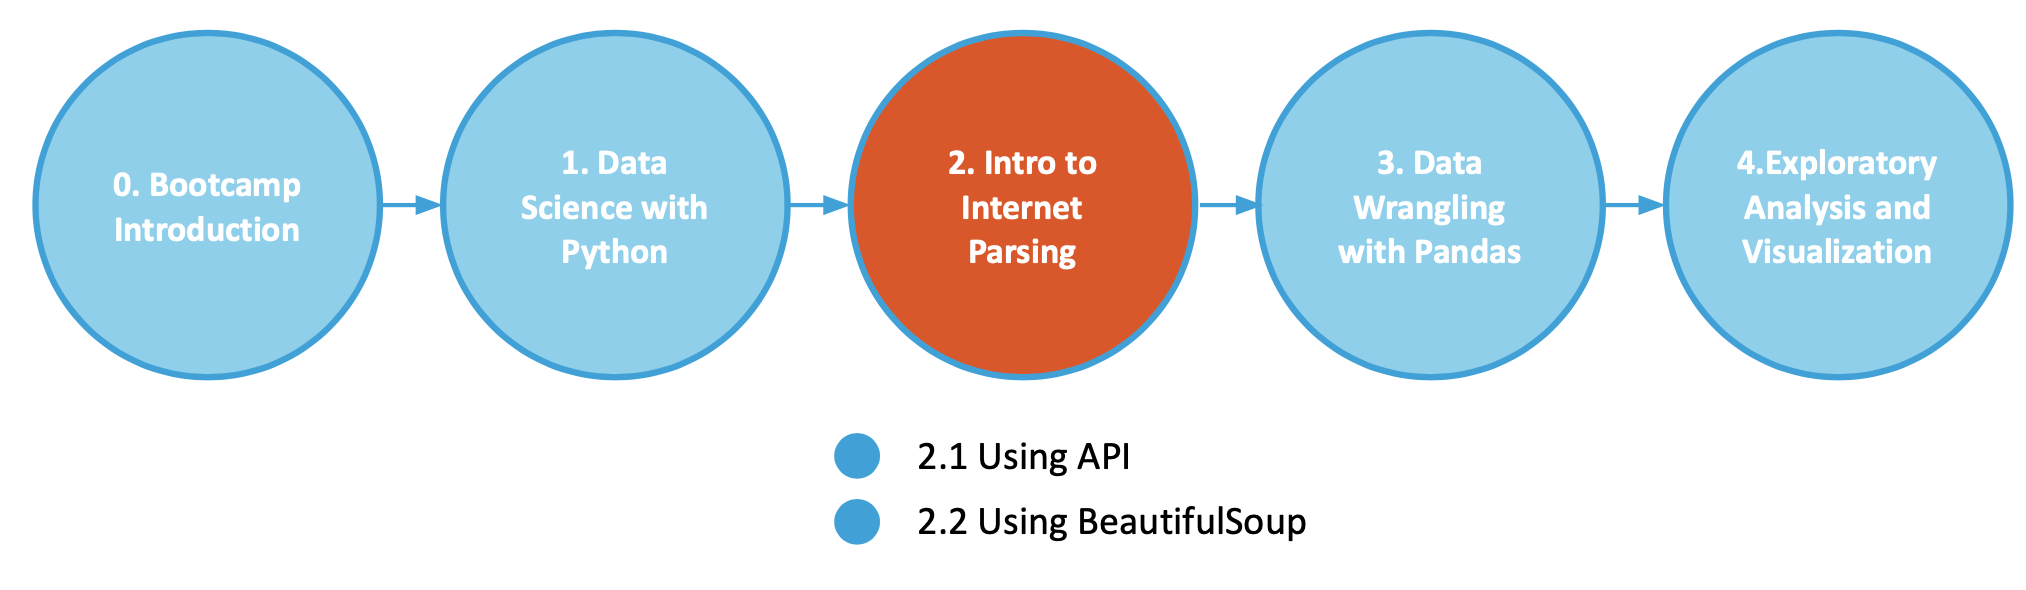 0. Bootcamp
Introduction
1. Data
Science with
Python
2. Intro to
Internet
Parsing
3. Data
Wrangling
with Pandas
4.Exploratory
Analysis and
Visualization
2.1 Using API
2.2 Using BeautifulSoup